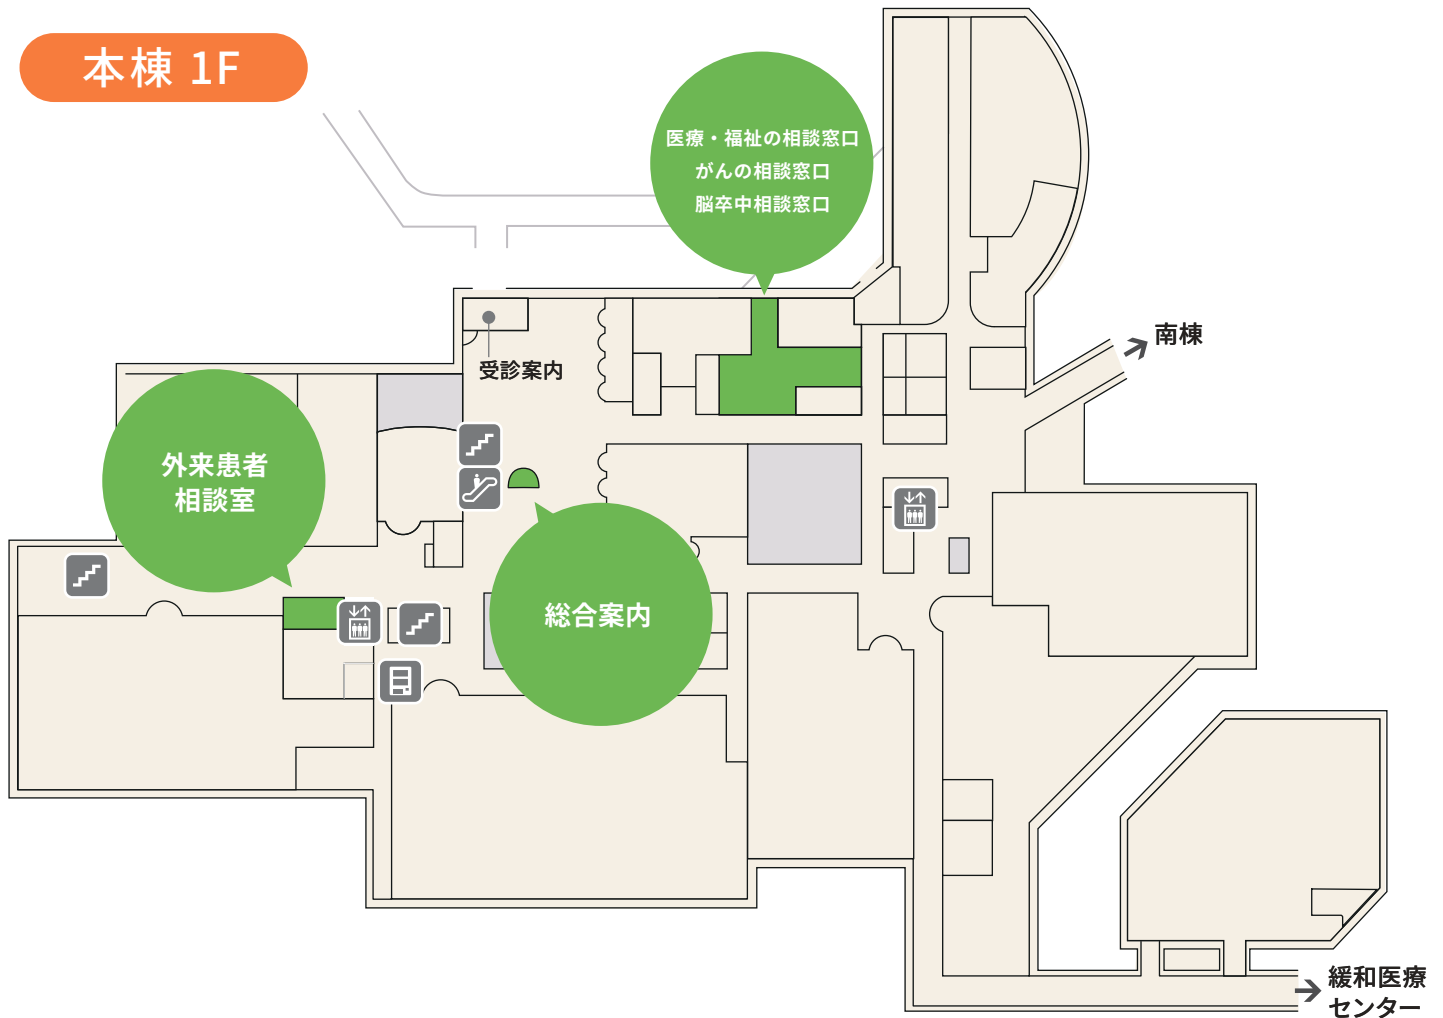 本棟 1F
医療・福祉の相談窓口
がんの相談窓口
脳卒中相談窓口
南棟
受診案内
外来患者
相談室
総合案内
緩和医療
センター